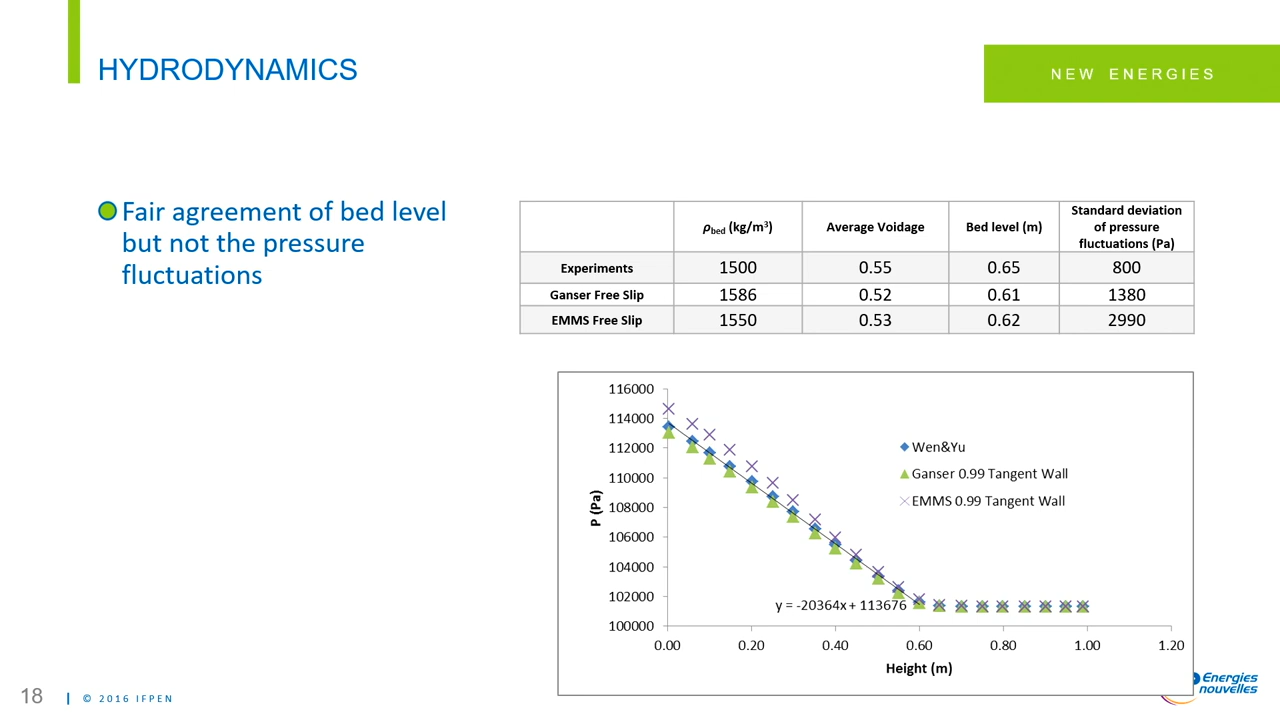 HYDRODYNAMICS
NEW ENERGIES
Fair agreement of bed level
but not the pressure
fluctuations
ρbed (kg/m³) Average Voidage Bed level (m) Standard deviation of pressure fluctuations (Pa)
Experiments 1500 0.55 0.65 800
Ganser Free Slip 1586 0.52 0.61 1380
EMMS Free Slip 1550 0.53 0.62 2990
116000
114000
112000
110000
108000
106000
104000
102000
100000
P (Pa)
Wen&Yu
Ganser 0.99 Tangent Wall
EMMS 0.99 Tangent Wall
y = -20364x + 113676
0.00 0.20 0.40 0.60 0.80 1.00 1.20
Height (m)
18 | © 2016 IFPEN
Energies
nouvelles